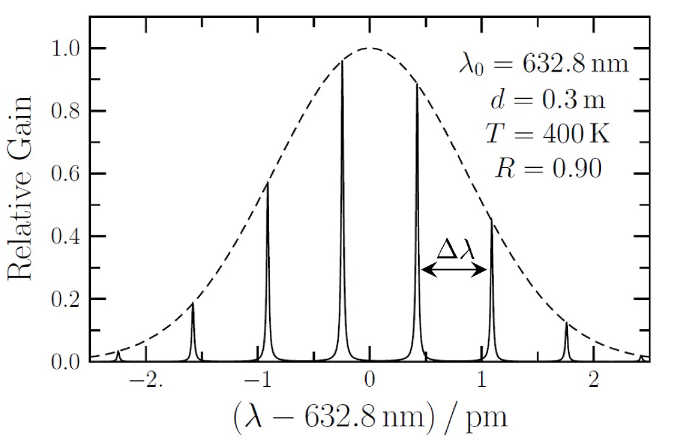 Relative Gain
1.0
0.8
0.6
0.4
0.2
0.0
λ₀ = 632.8 nm
d = 0.3 m
T = 400 K
R = 0.90
Δλ
−2. −1 0 1 2
(λ − 632.8 nm) / pm